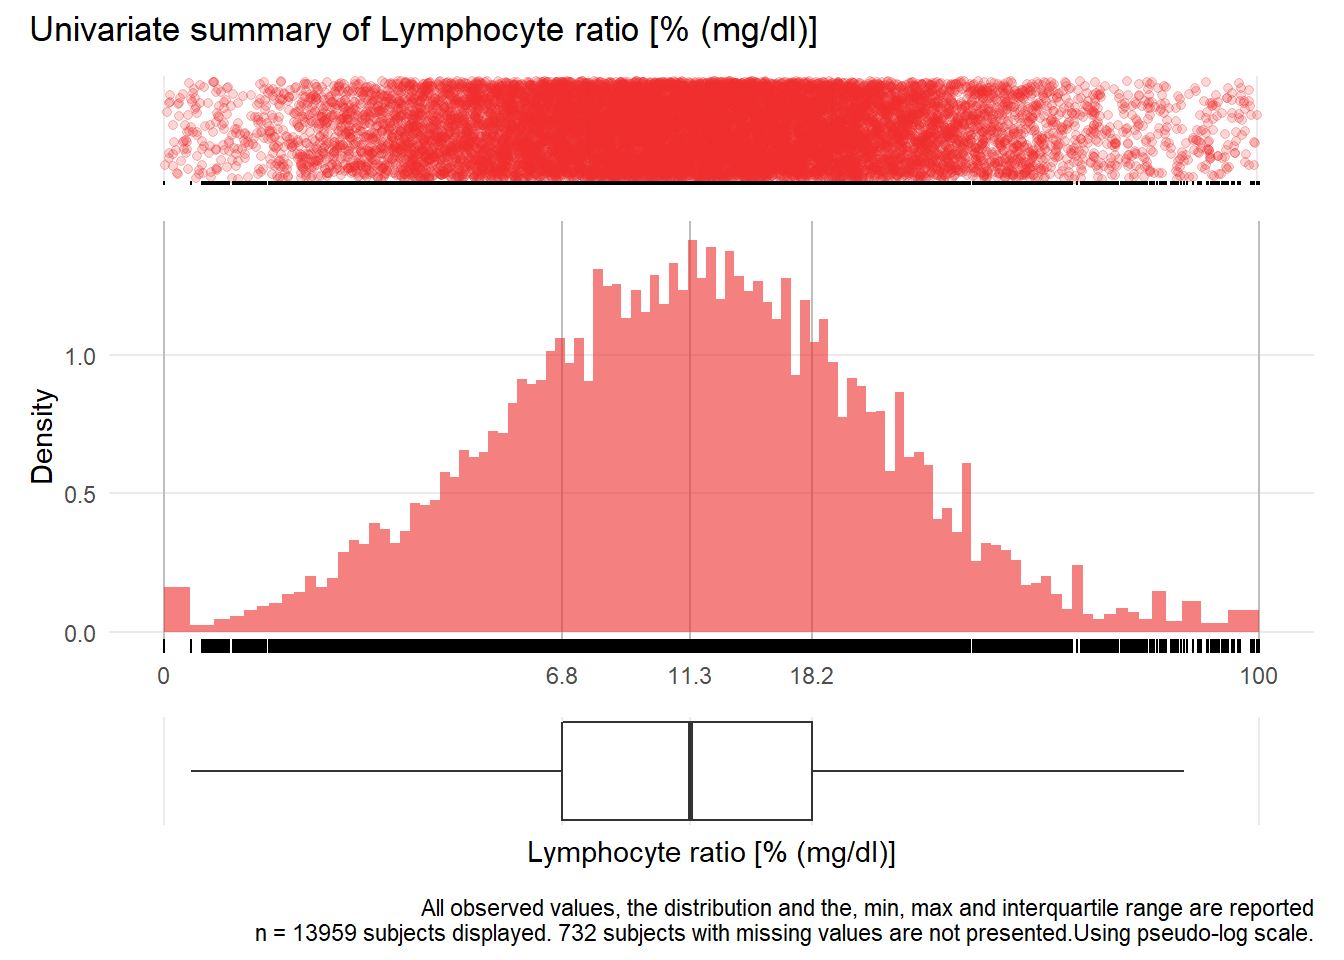 Univariate summary of Lymphocyte ratio [% (mg/dl)]
Density
1.0
0.5
0.0
0 6.8 11.3 18.2 100
Lymphocyte ratio [% (mg/dl)]
All observed values, the distribution and the, min, max and interquartile range are reported
n = 13959 subjects displayed. 732 subjects with missing values are not presented.Using pseudo-log scale.